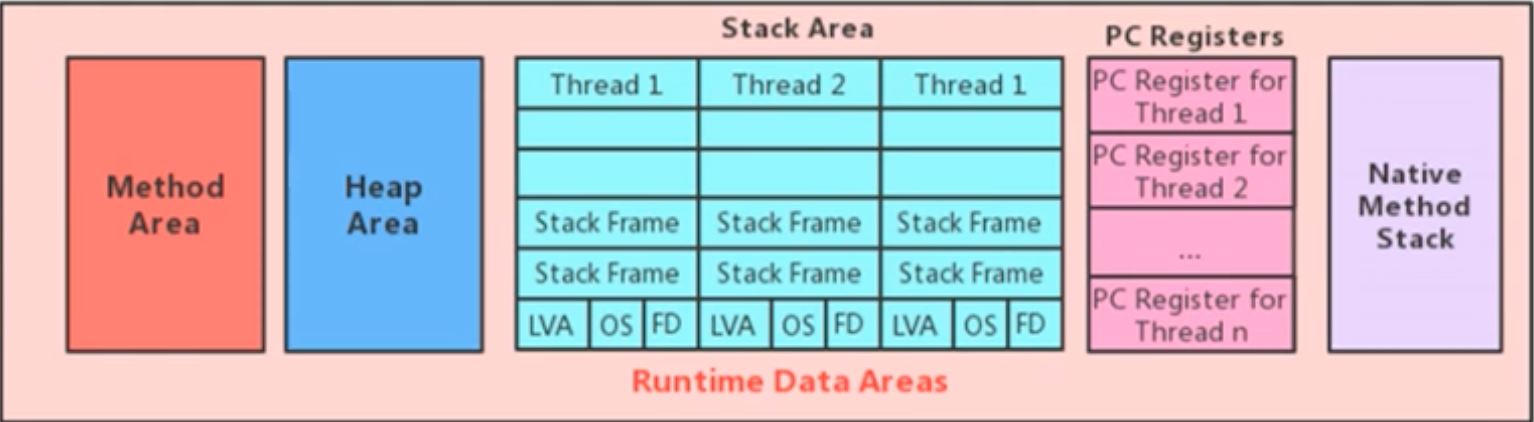 Stack Area
PC Registers
Method
Area
Heap
Area
Thread 1
Thread 2
Thread 1
Stack Frame
Stack Frame
Stack Frame
Stack Frame
Stack Frame
Stack Frame
LVA
OS
FD
LVA
OS
FD
LVA
OS
FD
PC Register for
Thread 1
PC Register for
Thread 2
...
PC Register for
Thread n
Native
Method
Stack
Runtime Data Areas